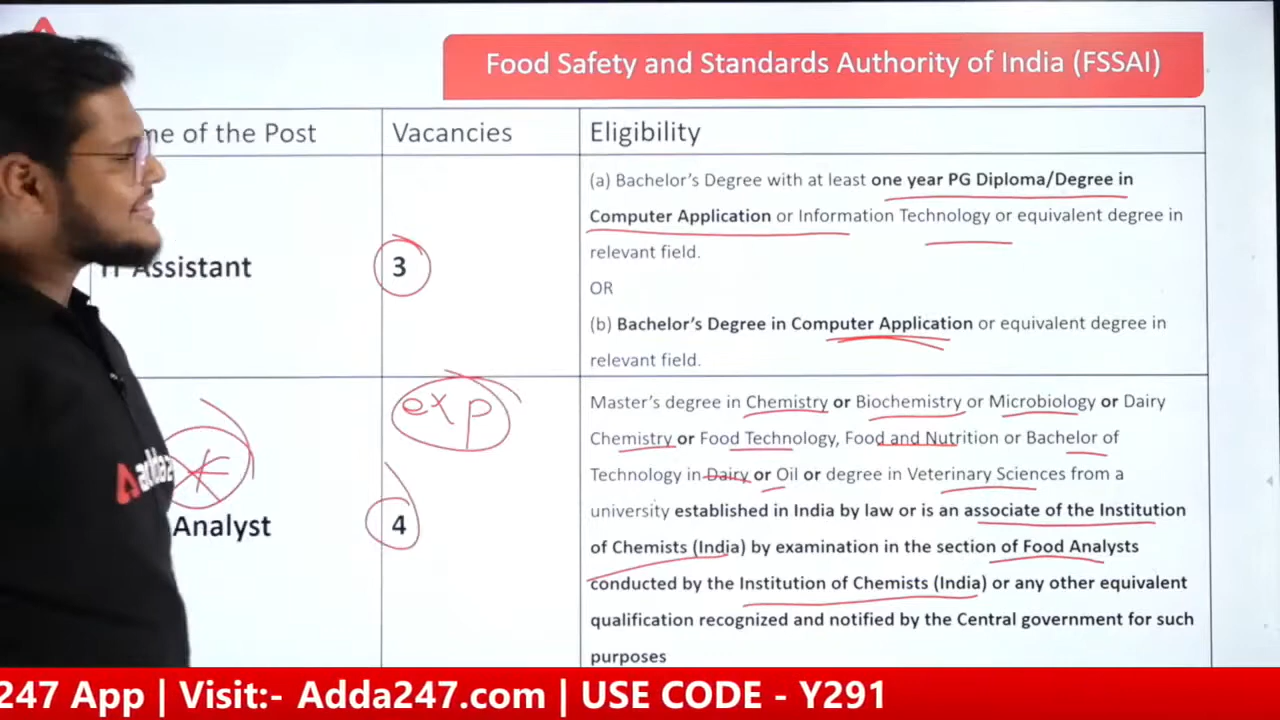 Food Safety and Standards Authority of India (FSSAI)
me of the Post
Vacancies
Eligibility
IT Assistant
3
(a) Bachelor's Degree with at least one year PG Diploma/Degree in
Computer Application or Information Technology or equivalent degree in
relevant field.
OR
(b) Bachelor's Degree in Computer Application or equivalent degree in
relevant field.
exp
Analyst
4
Master's degree in Chemistry or Biochemistry or Microbiology or Dairy
Chemistry or Food Technology, Food and Nutrition or Bachelor of
Technology in Dairy or Oil or degree in Veterinary Sciences from a
university established in India by law or is an associate of the Institution
of Chemists (India) by examination in the section of Food Analysts
conducted by the Institution of Chemists (India) or any other equivalent
qualification recognized and notified by the Central government for such
purposes
adda2
247 App | Visit:- Adda247.com | USE CODE - Y291